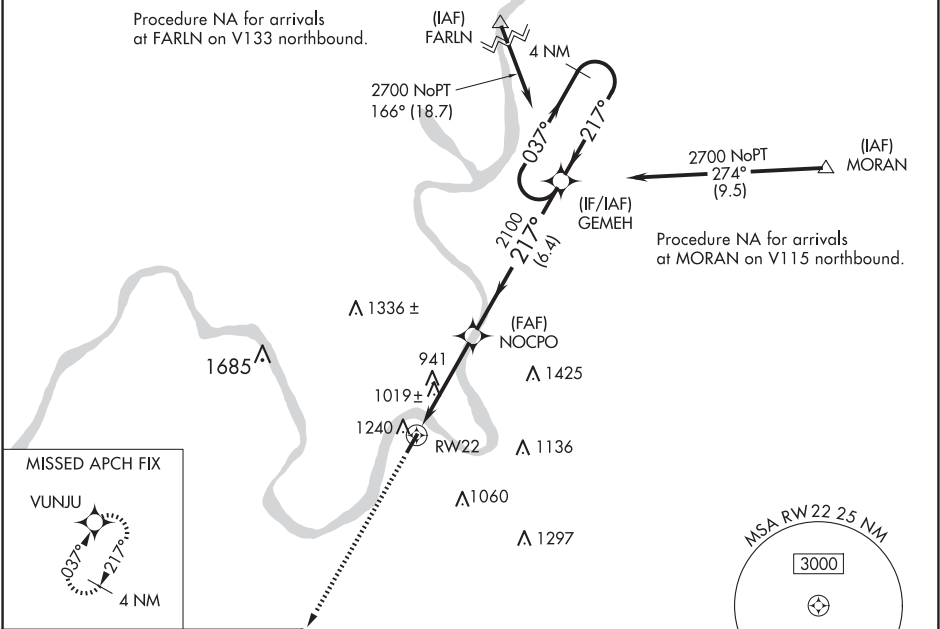 Procedure NA for arrivals
at FARLN on V133 northbound.
(IAF)
FARLN
4 NM
2700 NoPT
166° (18.7)
037°
217°
2700 NoPT
274°
(9.5)
(IAF)
MORAN
(IF/IAF)
GEMEH
2100
217°
(6.4)
Procedure NA for arrivals
at MORAN on V115 northbound.
1336 ±
(FAF)
NOCPO
1685
941
1425
1019±
1240
RW22
1136
1060
1297
MISSED APCH FIX
VUNJU
037°
217°
4 NM
MSA RW22 25 NM
3000